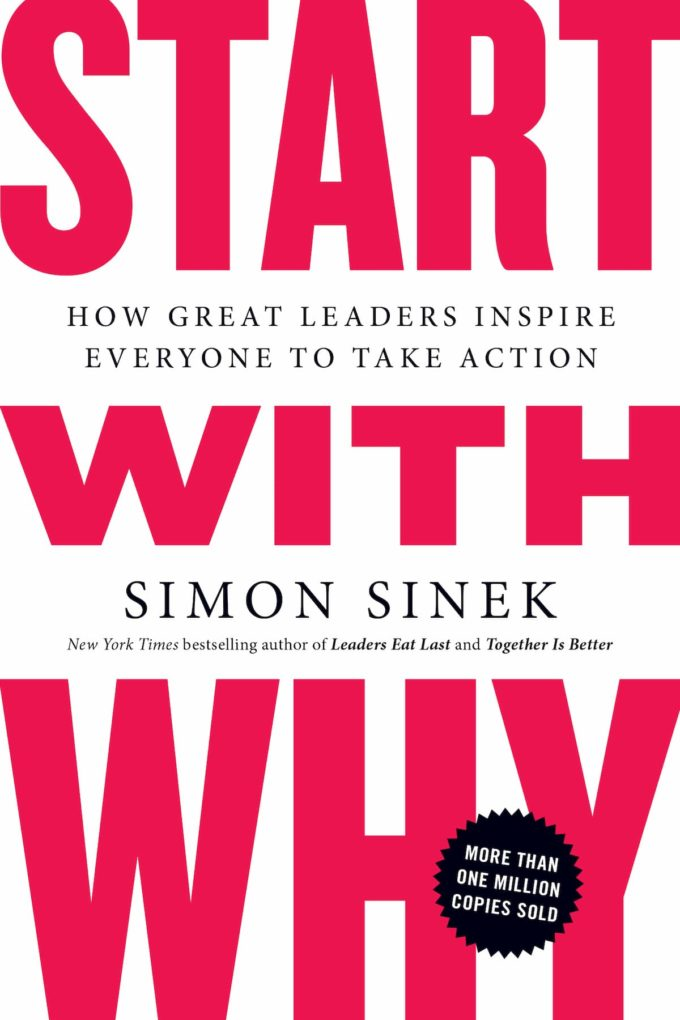 START
HOW GREAT LEADERS INSPIRE
EVERYONE TO TAKE ACTION
WITH
SIMON SINEK
New York Times bestselling author of Leaders Eat Last and Together Is Better
WHY
MORE THAN
ONE MILLION
COPIES SOLD